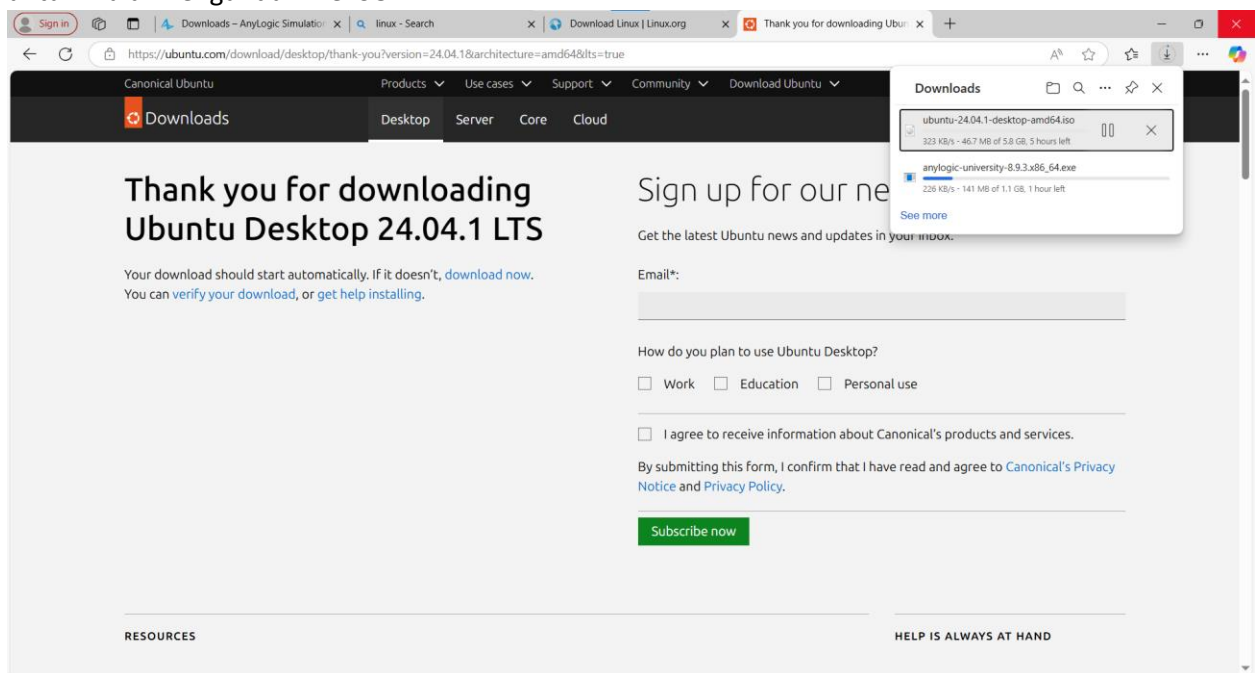 Sign in
Downloads – AnyLogic Simulation
linux - Search
Download Linux | Linux.org
Thank you for downloading Ubun
https://ubuntu.com/download/desktop/thank-you?version=24.04.1&architecture=amd64&lts=true
Canonical Ubuntu
Products
Use cases
Support
Community
Download Ubuntu
Downloads
Desktop
Server
Core
Cloud
Downloads
ubuntu-24.04.1-desktop-amd64.iso
323 KB/s - 46.7 MB of 5.8 GB, 5 hours left
anylogic-university-8.9.3.x86_64.exe
226 KB/s - 141 MB of 1.1 GB, 1 hour left
See more
Thank you for downloading
Ubuntu Desktop 24.04.1 LTS
Your download should start automatically. If it doesn't, download now.
You can verify your download, or get help installing.
Sign up for our ne
Get the latest Ubuntu news and updates in your inbox.
Email*:
How do you plan to use Ubuntu Desktop?
Work
Education
Personal use
I agree to receive information about Canonical's products and services.
By submitting this form, I confirm that I have read and agree to Canonical's Privacy
Notice and Privacy Policy.
Subscribe now
RESOURCES
HELP IS ALWAYS AT HAND